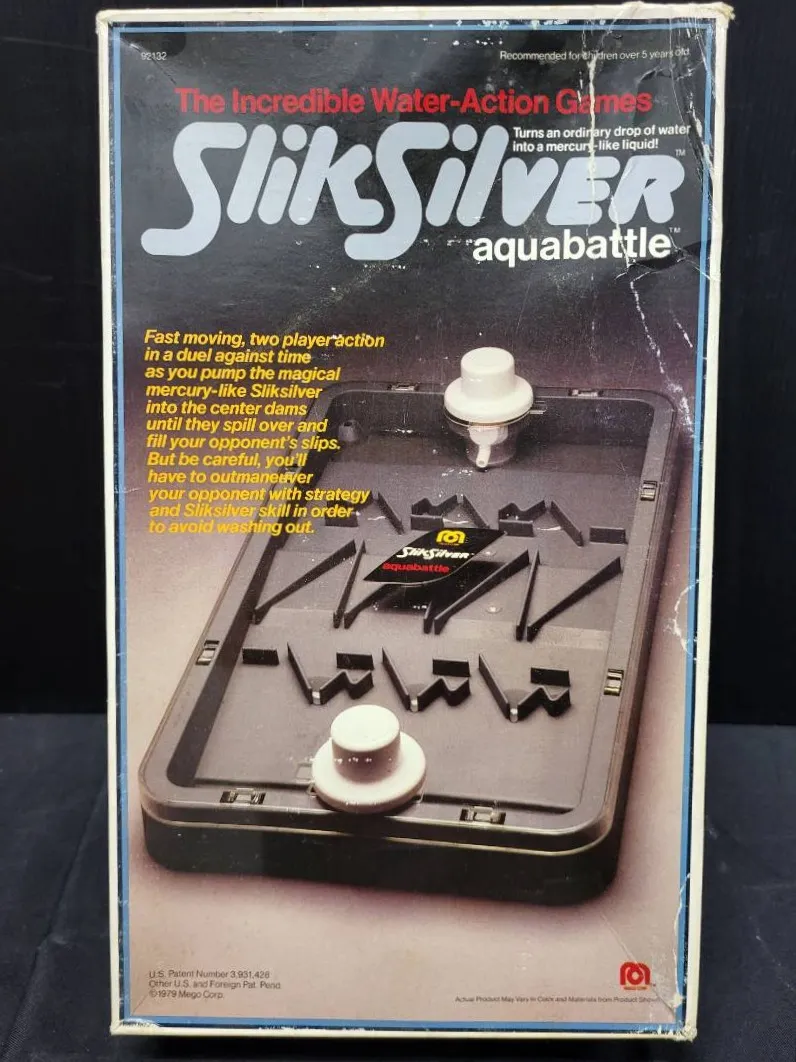 92132
Recommended for children over 5 years old.
The Incredible Water-Action Games
Turns an ordinary drop of water
into a mercury-like liquid!
SlikSilver™
aquabattle™
Fast moving, two player action
in a duel against time
as you pump the magical
mercury-like Sliksilver
into the center dams
until they spill over and
fill your opponent's slips.
But be careful, you'll
have to outmaneuver
your opponent with strategy
and Sliksilver skill in order
to avoid washing out.
SlikSilver
aquabattle
U.S. Patent Number 3,931,426
Other U.S. and Foreign Pat. Pend.
©1979 Mego Corp.
MEGO CORP
Actual Product May Vary in Color and Materials from Product Shown